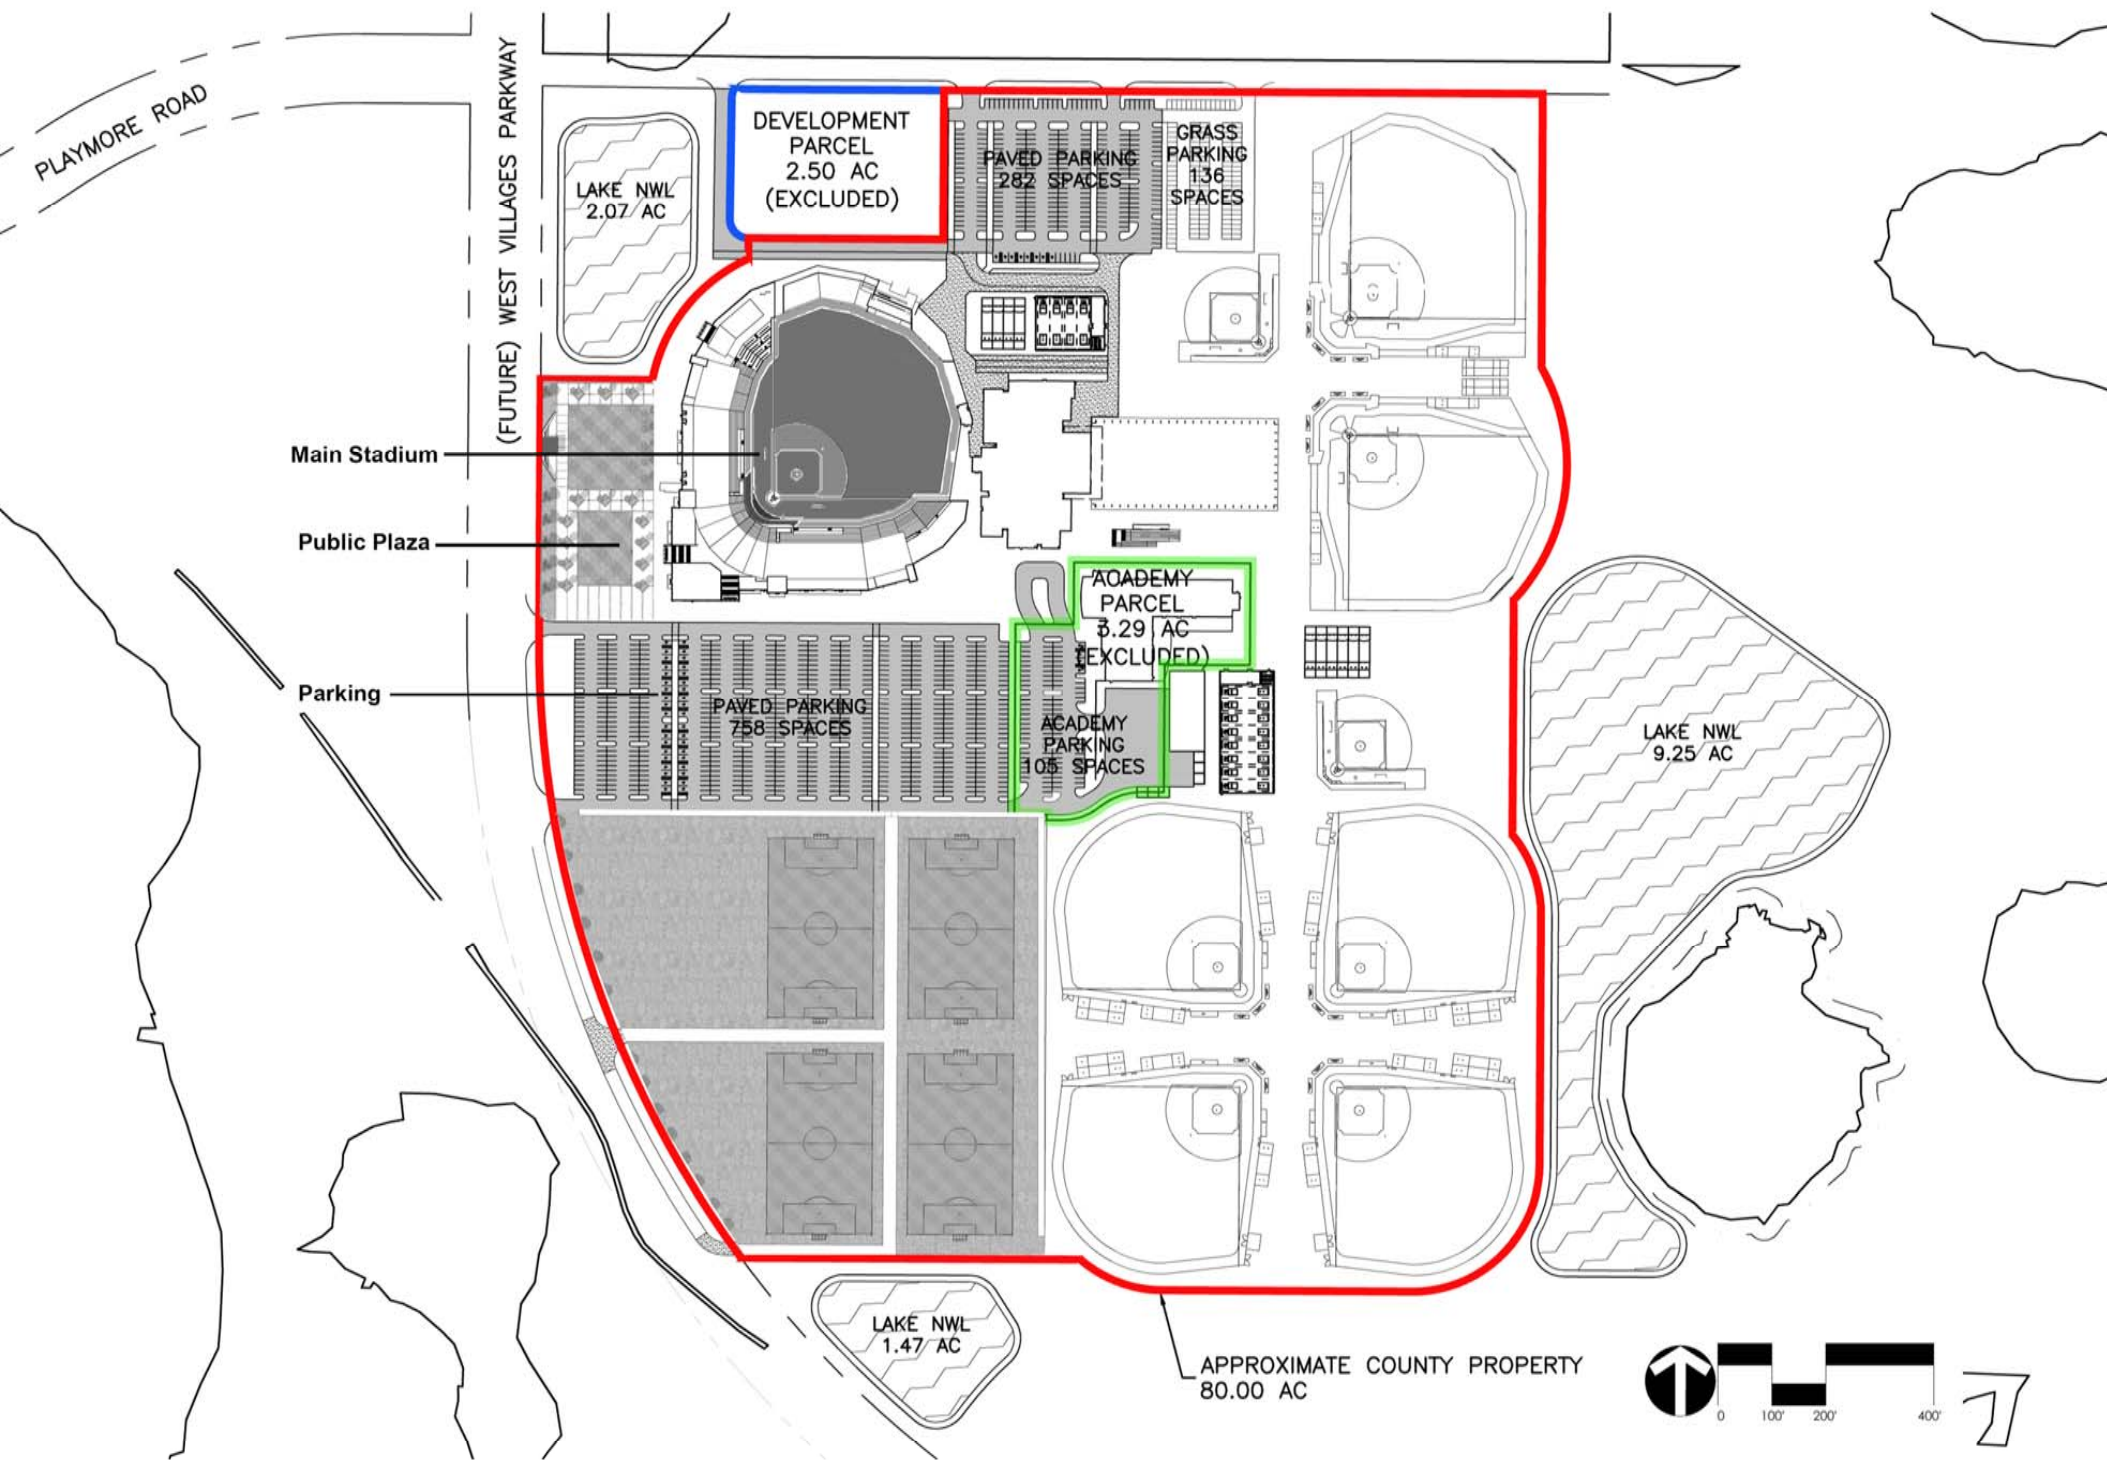 PLAYMORE ROAD
(FUTURE) WEST VILLAGES PARKWAY
LAKE NWL
2.07 AC
DEVELOPMENT
PARCEL
2.50 AC
(EXCLUDED)
PAVED PARKING
282 SPACES
GRASS
PARKING
136
SPACES
Main Stadium
Public Plaza
Parking
PAVED PARKING
758 SPACES
ACADEMY
PARCEL
3.29 AC
(EXCLUDED)
ACADEMY
PARKING
105 SPACES
LAKE NWL
9.25 AC
LAKE NWL
1.47 AC
APPROXIMATE COUNTY PROPERTY
80.00 AC
0 100' 200' 400'